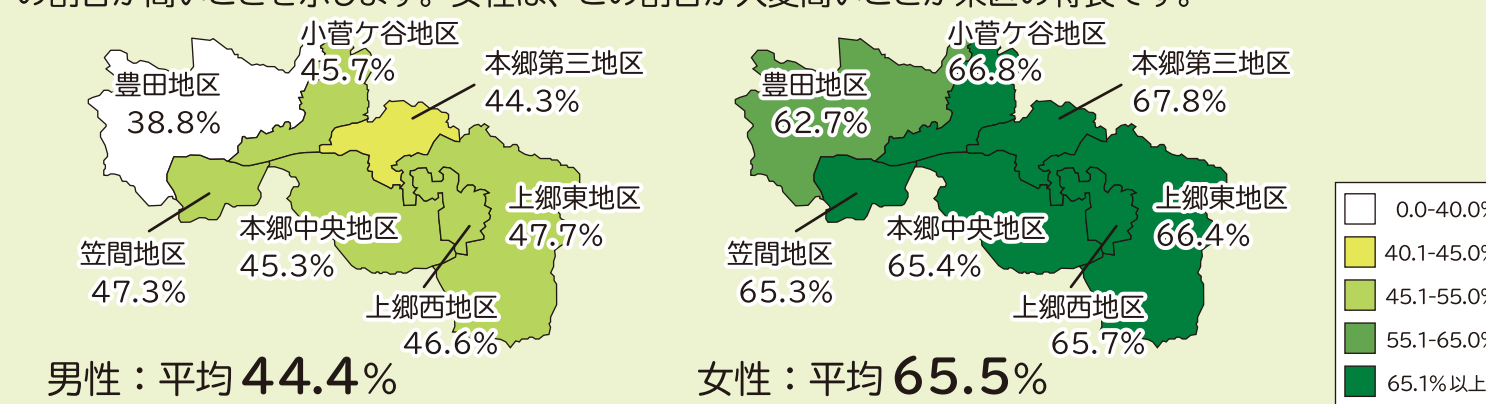 小菅ケ谷地区
45.7%
本郷第三地区
44.3%
豊田地区
38.8%
上郷東地区
47.7%
本郷中央地区
45.3%
笠間地区
47.3%
上郷西地区
46.6%
男性：平均44.4%
小菅ケ谷地区
66.8%
本郷第三地区
67.8%
豊田地区
62.7%
上郷東地区
66.4%
本郷中央地区
65.4%
笠間地区
65.3%
上郷西地区
65.7%
女性：平均65.5%
0.0-40.0%
40.1-45.0%
45.1-55.0%
55.1-65.0%
65.1%以上